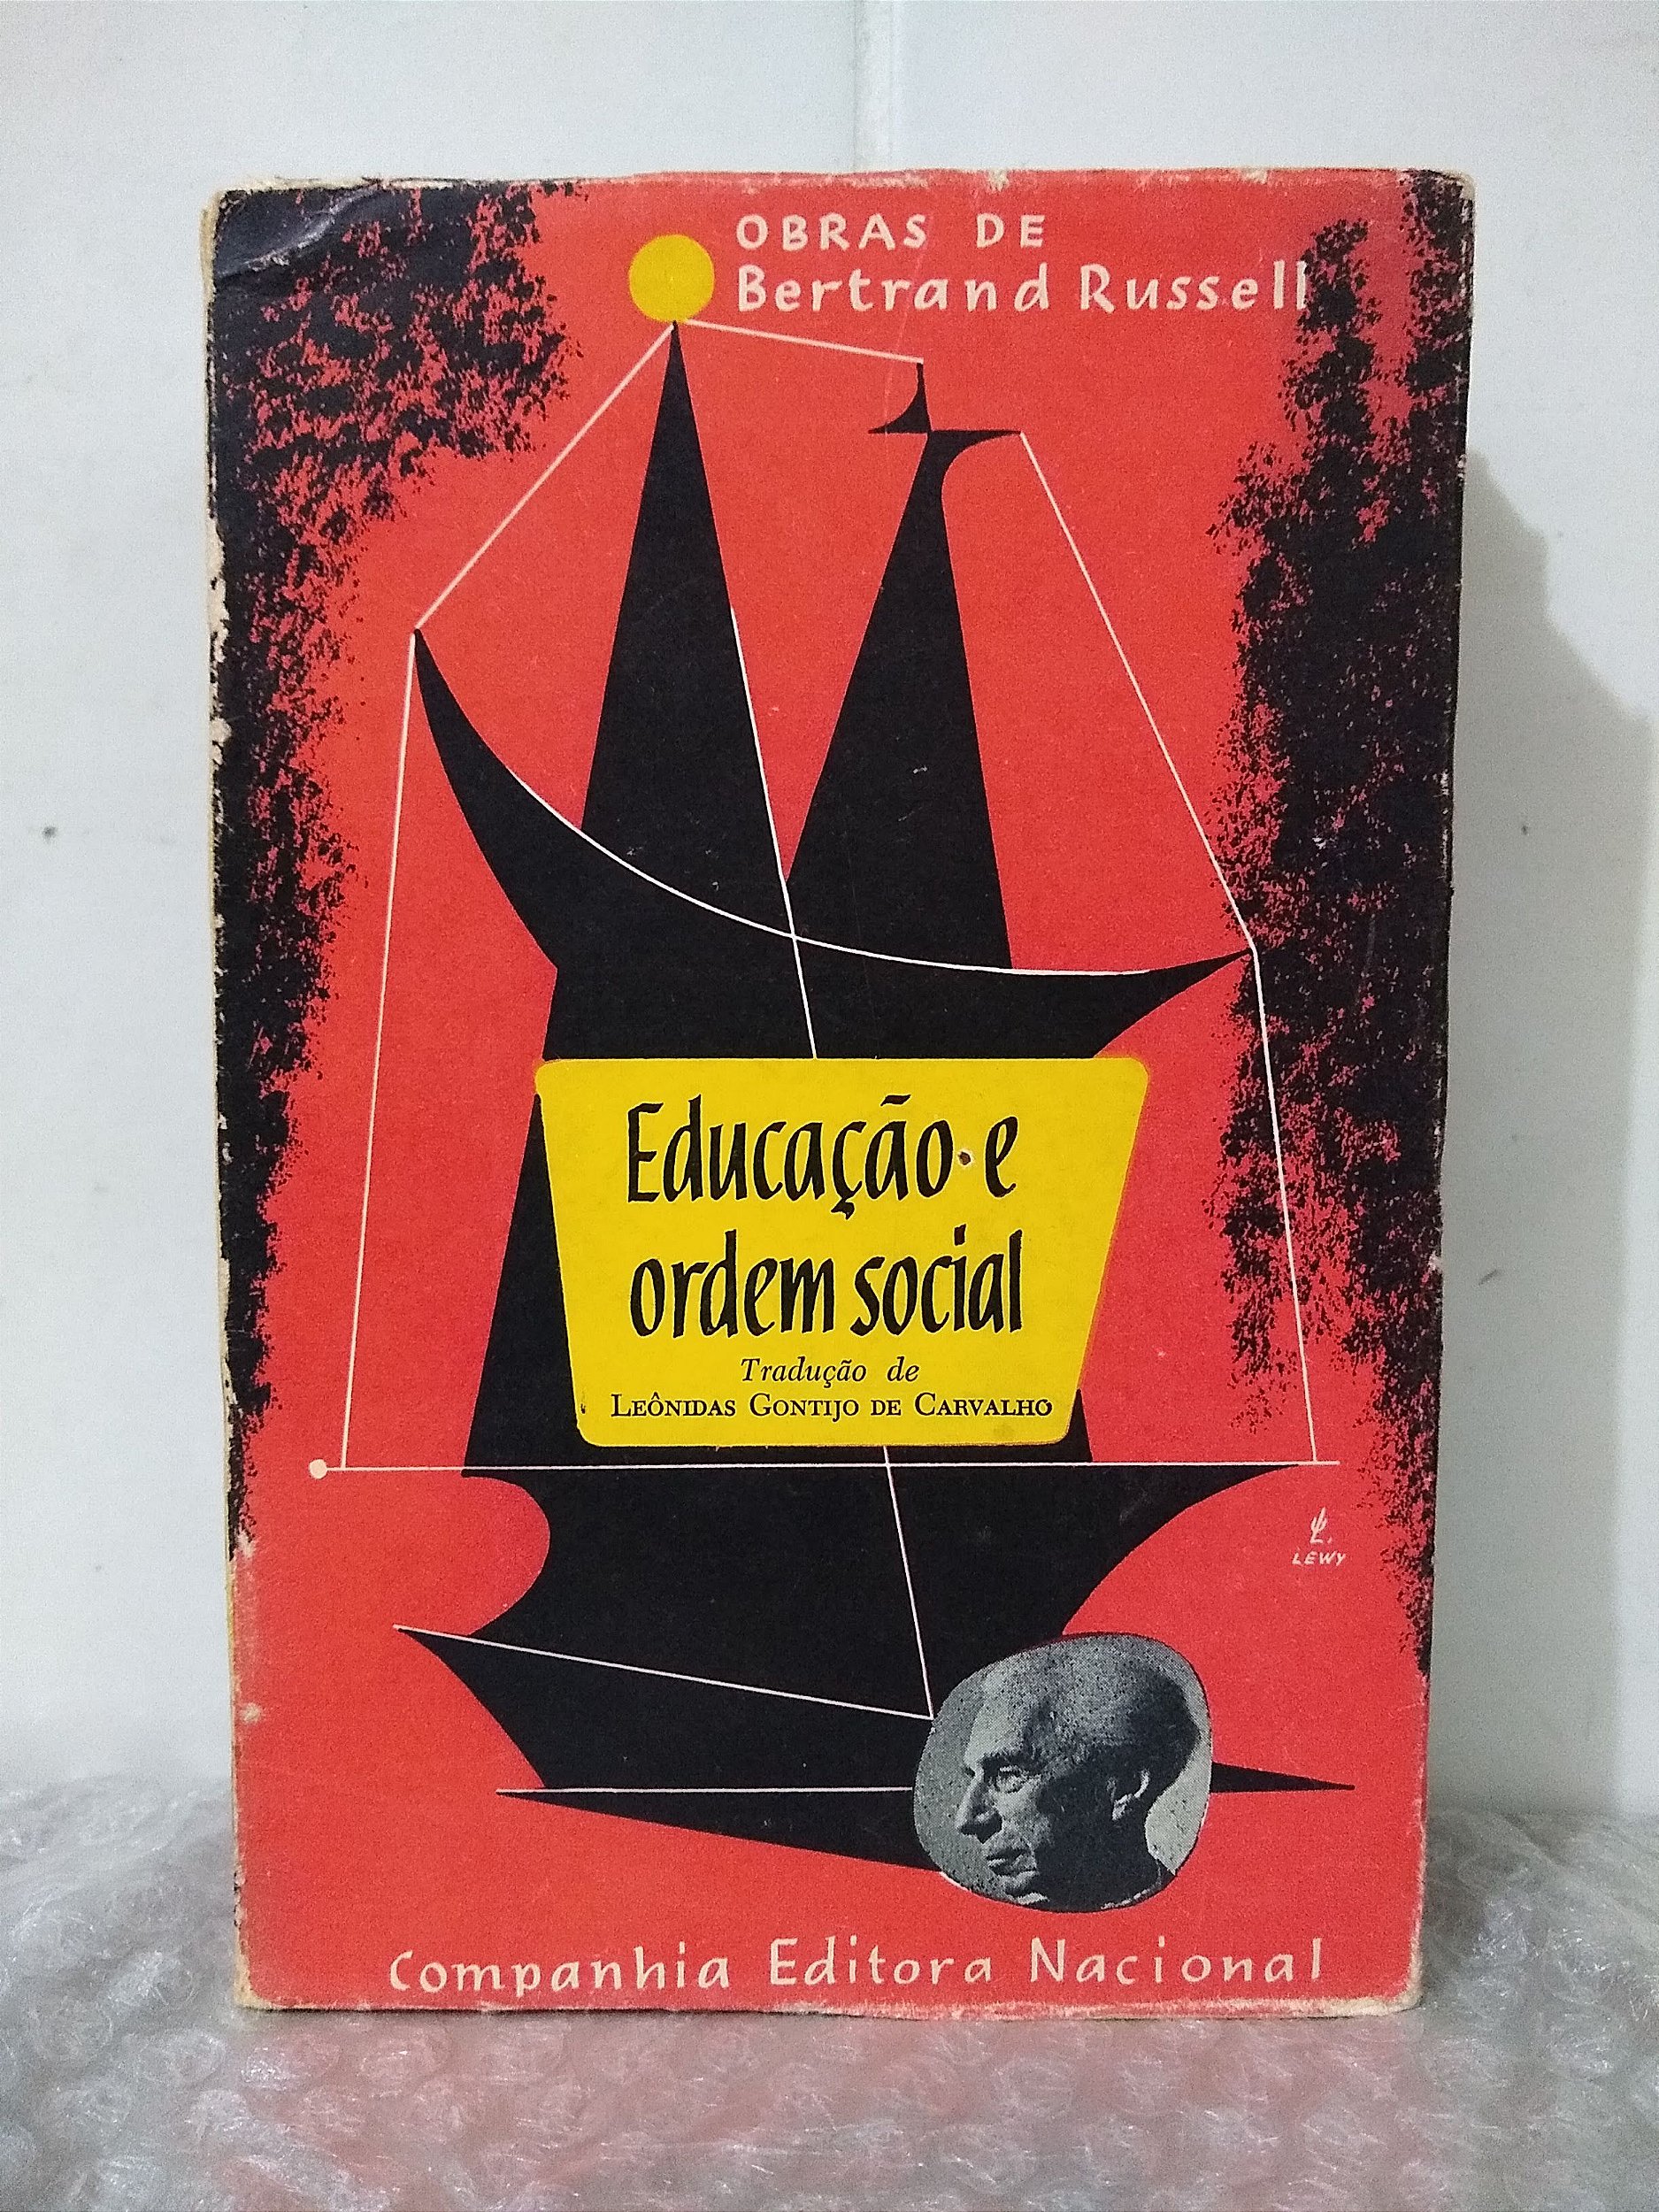 OBRAS DE
Bertrand Russell
Educação e
ordem social
Tradução de
LEÔNIDAS GONTIJO DE CARVALHO
L.
LEWY
Companhia Editora Nacional